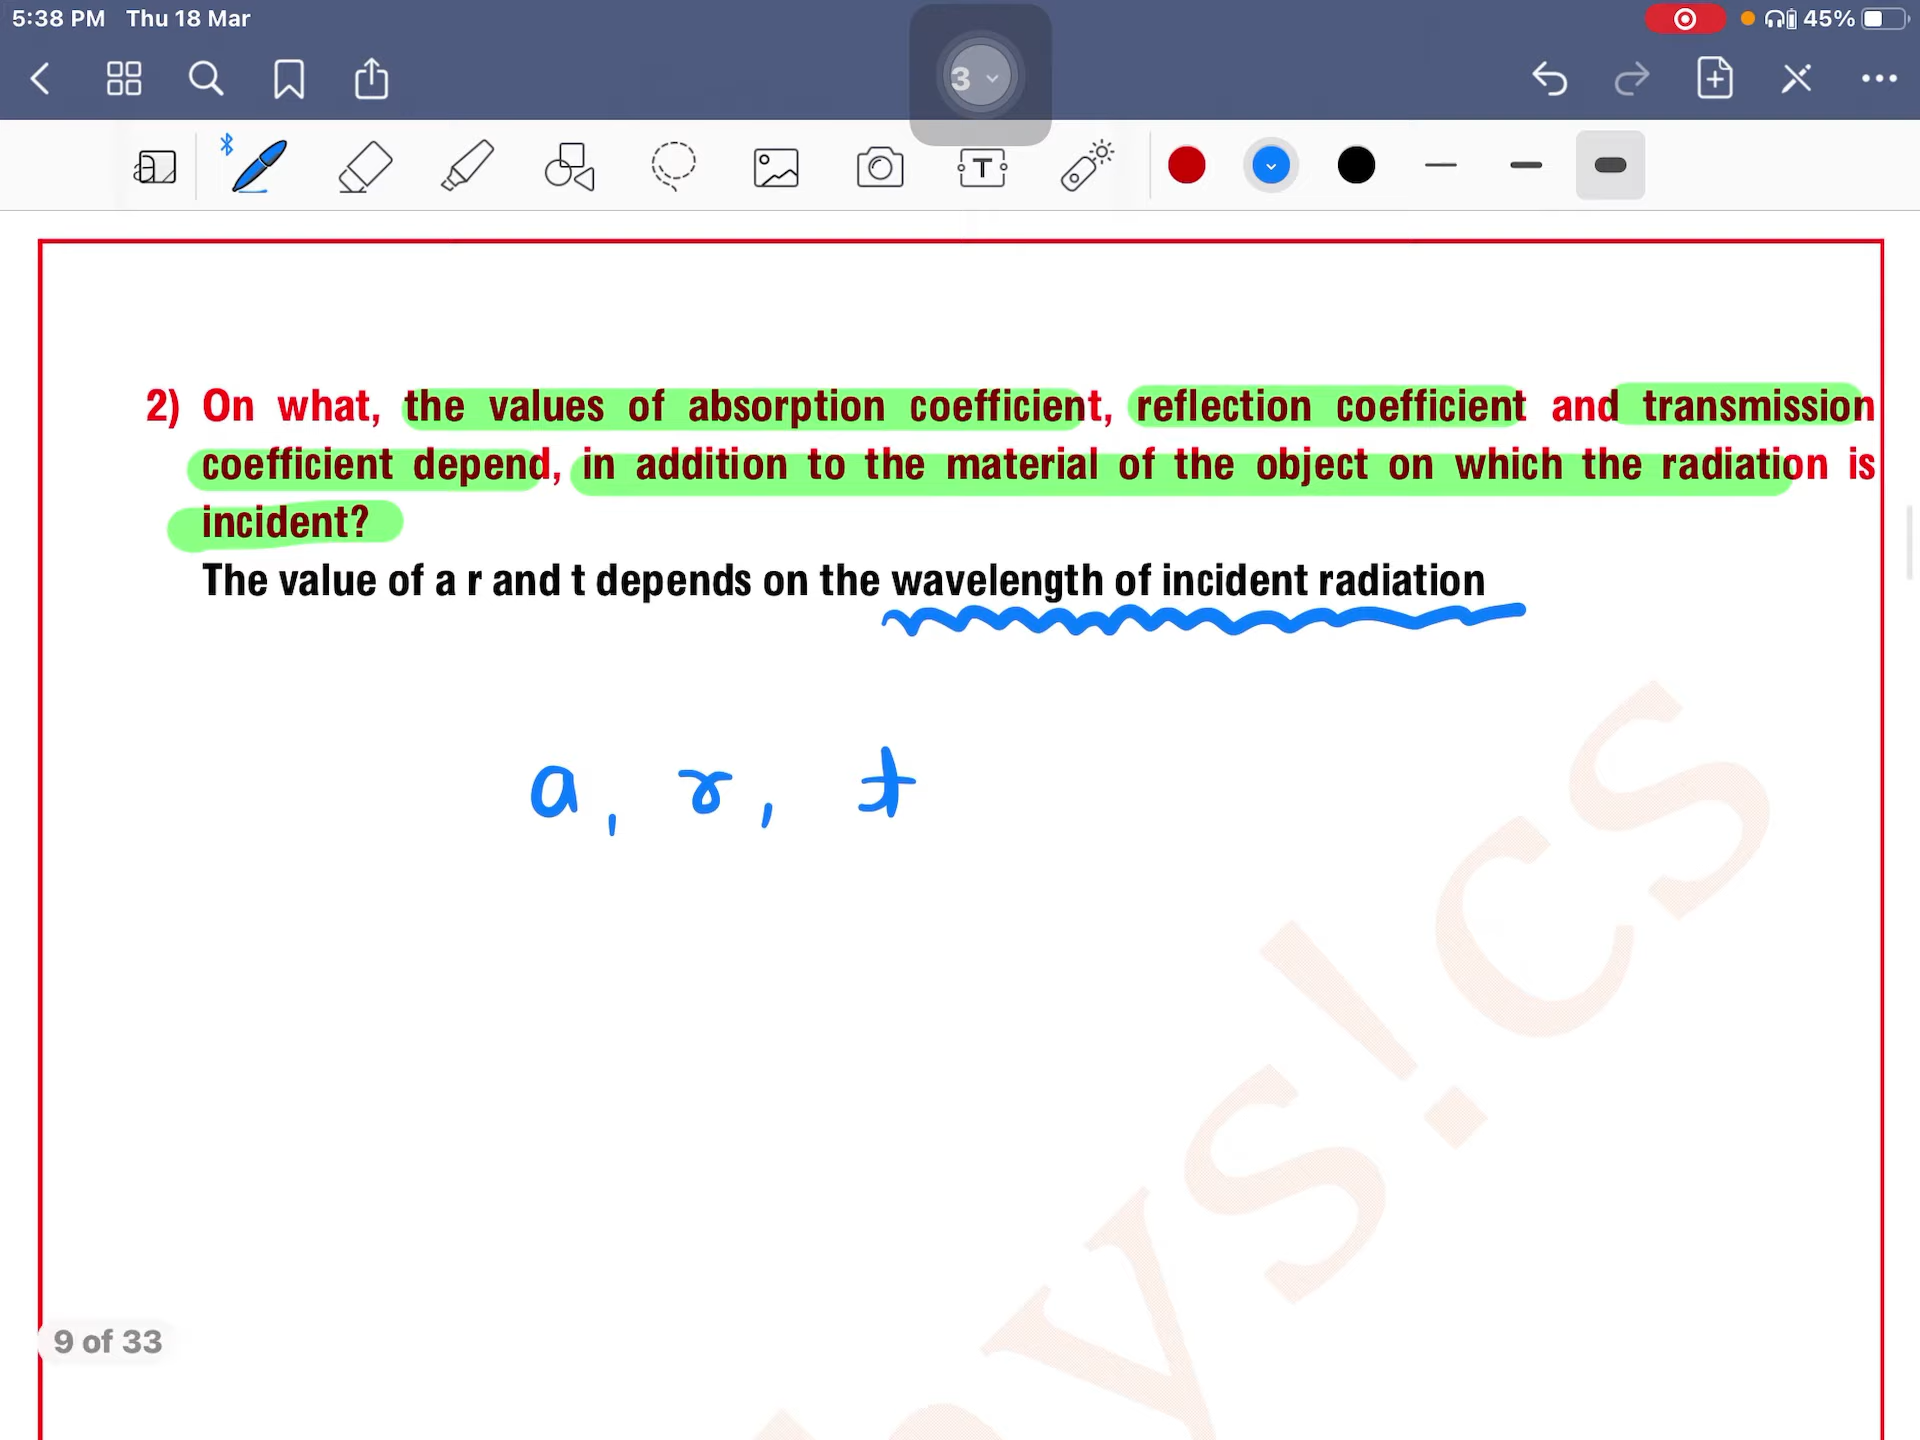 5:38 PM Thu 18 Mar
45%
3
a
T
2) On what, the values of absorption coefficient, reflection coefficient and transmission
coefficient depend, in addition to the material of the object on which the radiation is
incident?
The value of a r and t depends on the wavelength of incident radiation
a, r, t
ys!cs
9 of 33